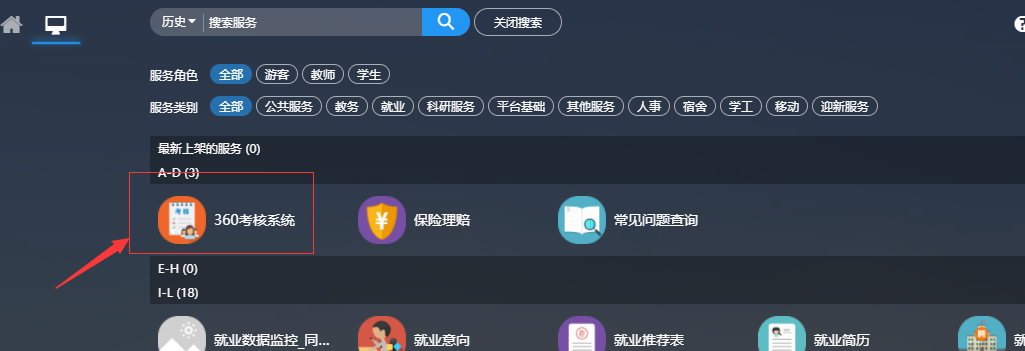 历史 搜索服务 关闭搜索
服务角色 全部 游客 教师 学生
服务类别 全部 公共服务 教务 就业 科研服务 平台基础 其他服务 人事 宿舍 学工 移动 迎新服务
最新上架的服务 (0)
A-D (3)
考核 360考核系统 保险理赔 常见问题查询
E-H (0)
I-L (18)
就业数据监控_同... 就业意向 就业推荐表 就业简历